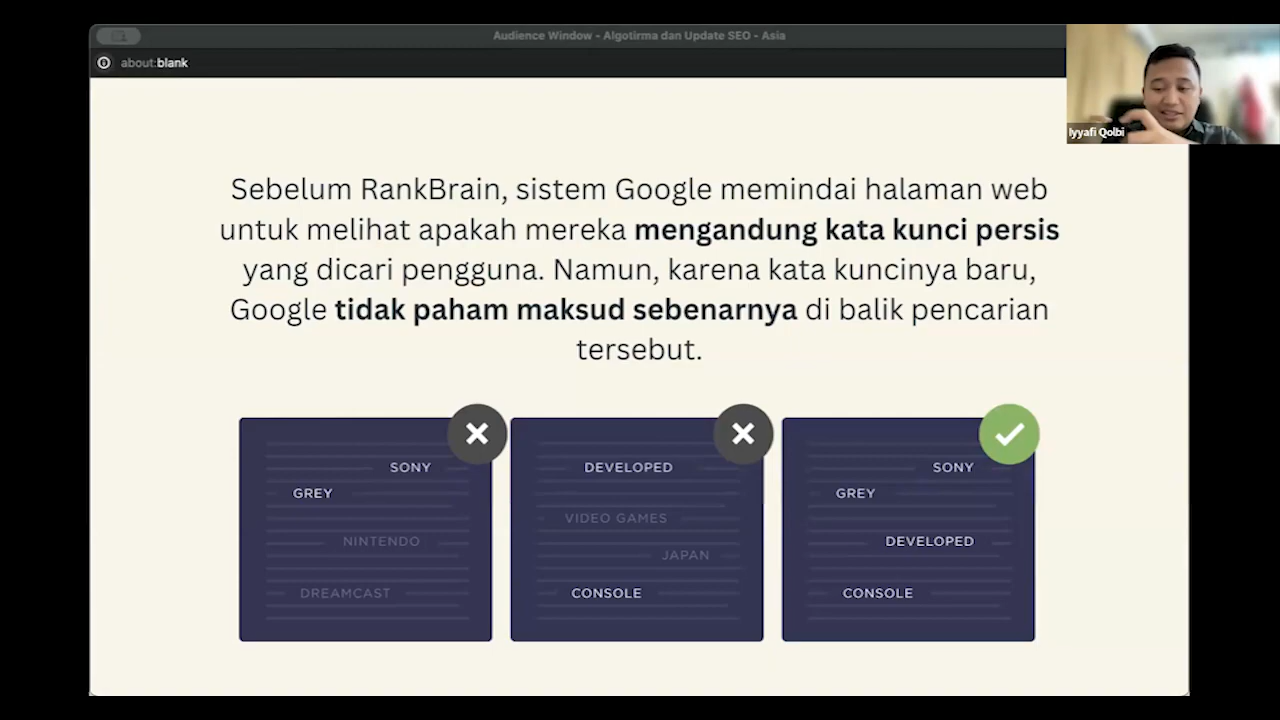 Audience Window - Algotirma dan Update SEO - Asia
about:blank
Iyyafi Qolbi
Sebelum RankBrain, sistem Google memindai halaman web
untuk melihat apakah mereka mengandung kata kunci persis
yang dicari pengguna. Namun, karena kata kuncinya baru,
Google tidak paham maksud sebenarnya di balik pencarian
tersebut.
SONY
GREY
NINTENDO
DREAMCAST
DEVELOPED
VIDEO GAMES
JAPAN
CONSOLE
SONY
GREY
DEVELOPED
CONSOLE